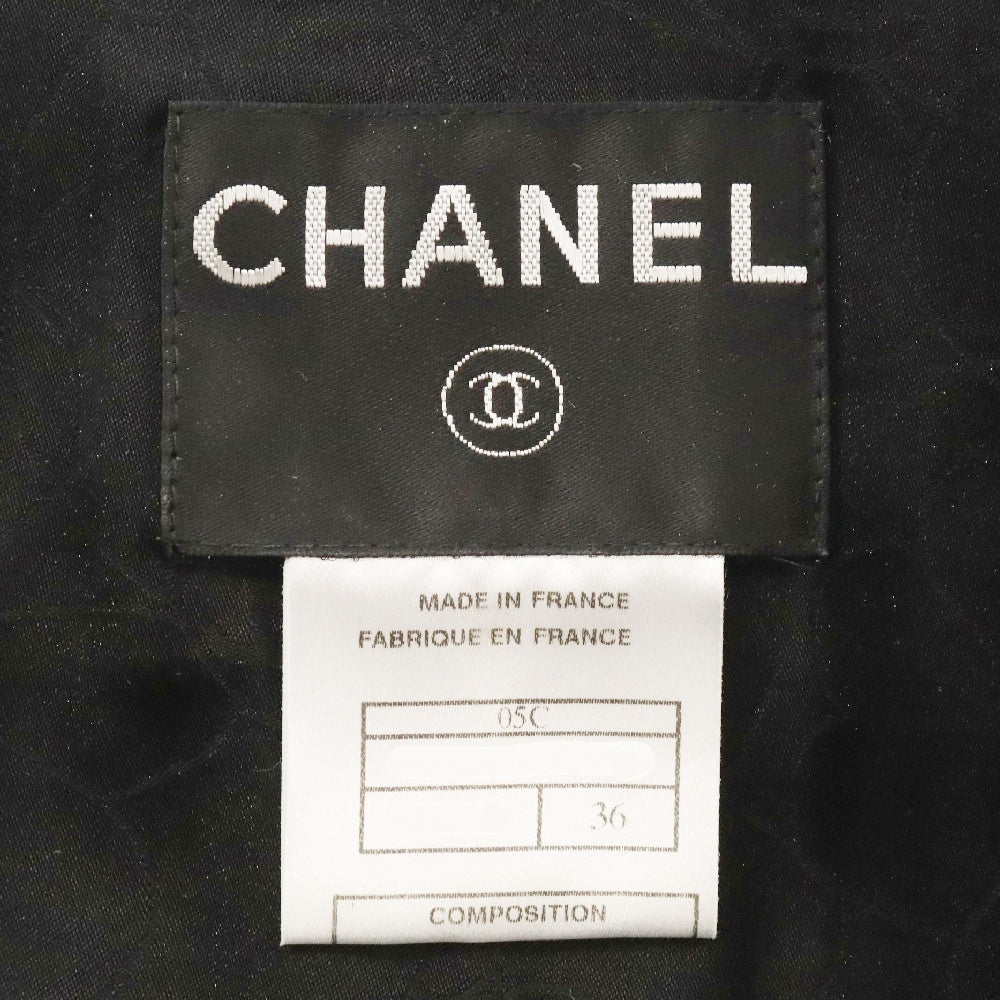 CHANEL
MADE IN FRANCE
FABRIQUE EN FRANCE
05C
36
COMPOSITION